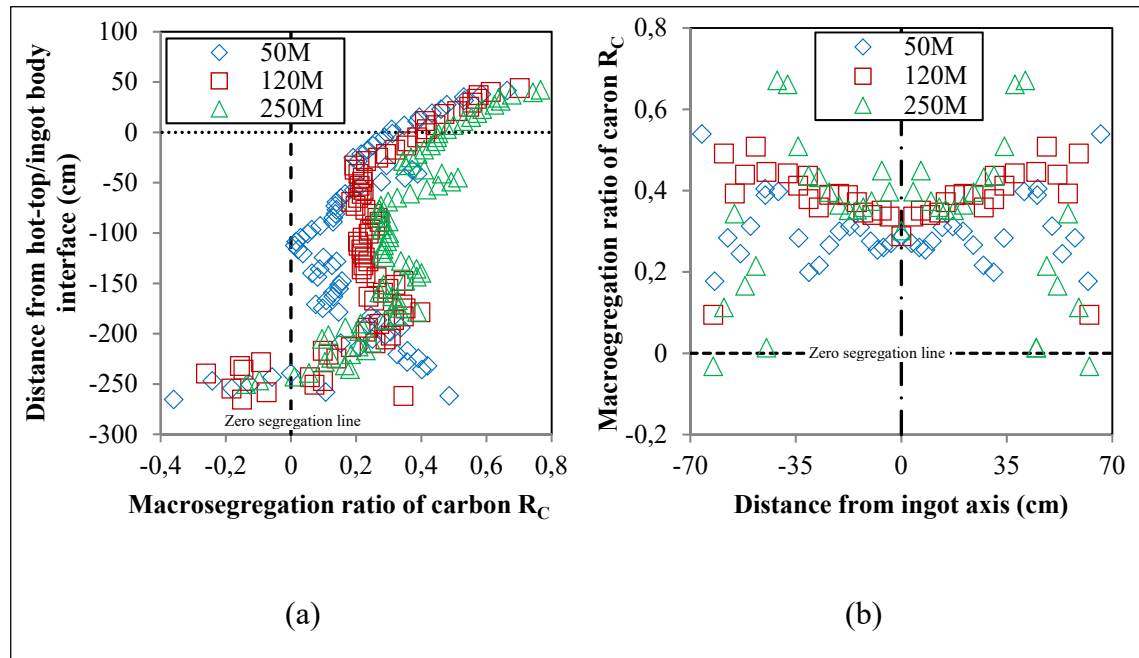 50M
120M
250M
100
50
0
-50
-100
-150
-200
-250
-300
-0,4
-0,2
0
0,2
0,4
0,6
0,8
Zero segregation line
Distance from hot-top/ingot body
interface (cm)
Macrosegregation ratio of carbon RC
(a)
50M
120M
250M
0,8
0,6
0,4
0,2
0
-0,2
-70
-35
0
35
70
Zero segregation line
Macroegregation ratio of caron RC
Distance from ingot axis (cm)
(b)